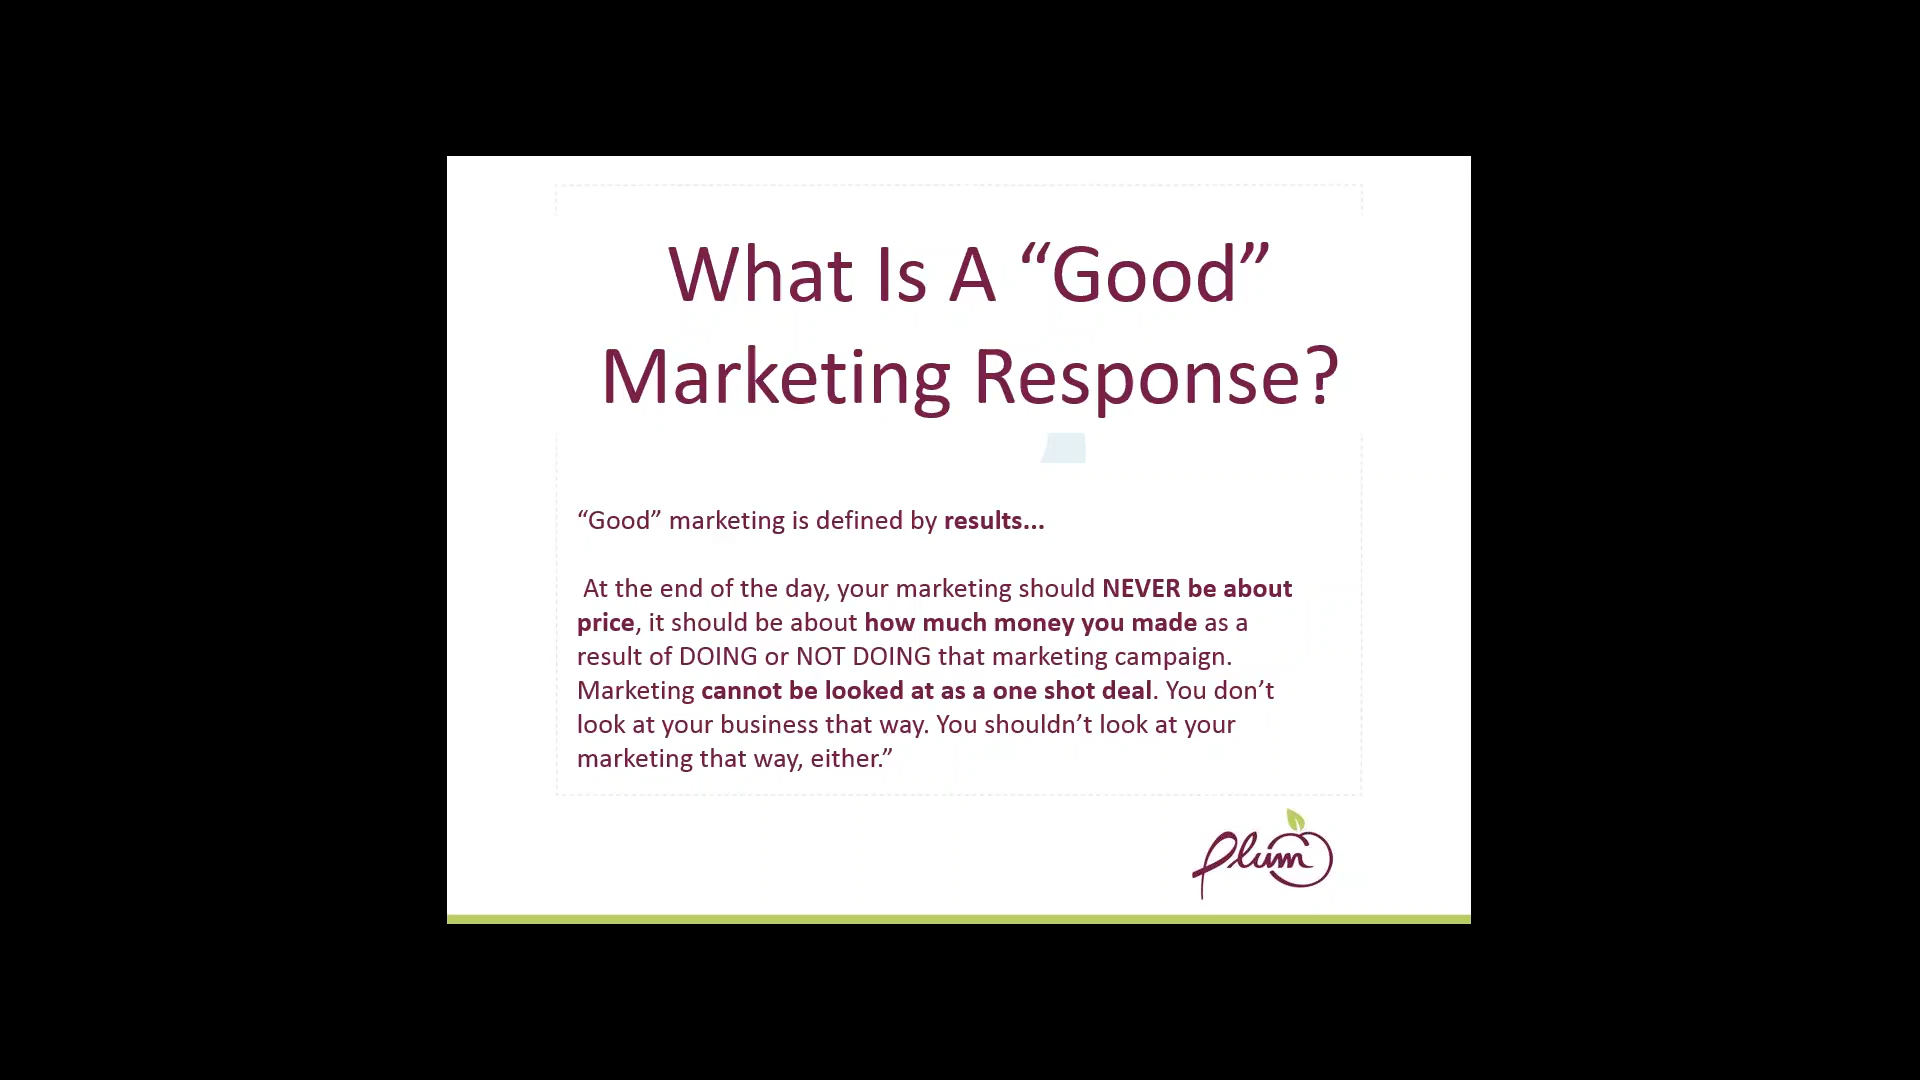 What Is A “Good”
Marketing Response?
“Good” marketing is defined by results...
At the end of the day, your marketing should NEVER be about
price, it should be about how much money you made as a
result of DOING or NOT DOING that marketing campaign.
Marketing cannot be looked at as a one shot deal. You don’t
look at your business that way. You shouldn’t look at your
marketing that way, either.”
plum